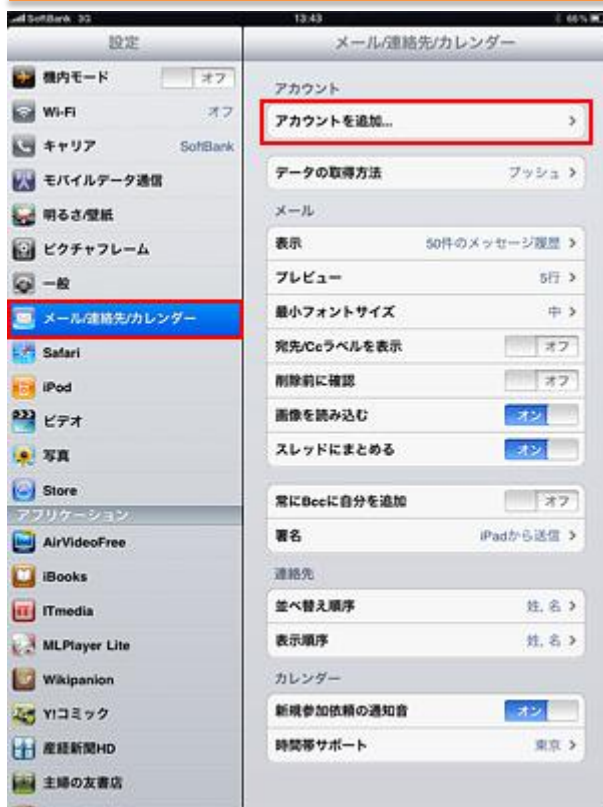 SoftBank 3G 13:43 66%
設定
機内モード オフ
Wi-Fi オフ
キャリア SoftBank
モバイルデータ通信
明るさ/壁紙
ピクチャフレーム
一般
メール/連絡先/カレンダー
Safari
iPod
ビデオ
写真
Store
アプリケーション
AirVideoFree
iBooks
ITmedia
MLPlayer Lite
Wikipanion
Y!コミック
産経新聞HD
主婦の友書店
メール/連絡先/カレンダー
アカウント
アカウントを追加...
データの取得方法 プッシュ
メール
表示 50件のメッセージ履歴
プレビュー 5行
最小フォントサイズ 中
宛先/Ccラベルを表示 オフ
削除前に確認 オフ
画像を読み込む オン
スレッドにまとめる オン
常にBccに自分を追加 オフ
署名 iPadから送信
連絡先
並べ替え順序 姓, 名
表示順序 姓, 名
カレンダー
新規参加依頼の通知音 オン
時間帯サポート 東京